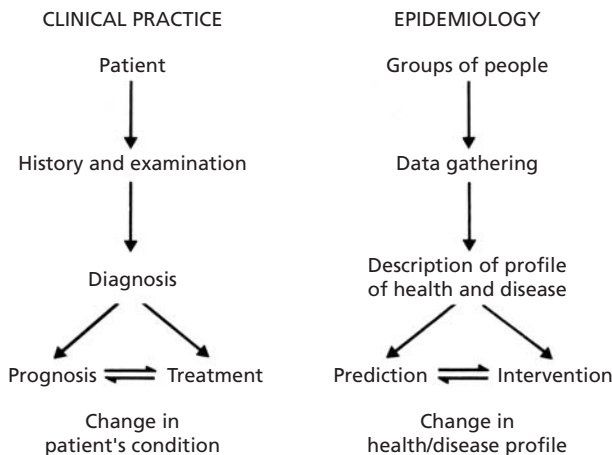 CLINICAL PRACTICE
Patient
History and examination
Diagnosis
Prognosis
Treatment
Change in
patient's condition
EPIDEMIOLOGY
Groups of people
Data gathering
Description of profile
of health and disease
Prediction
Intervention
Change in
health/disease profile